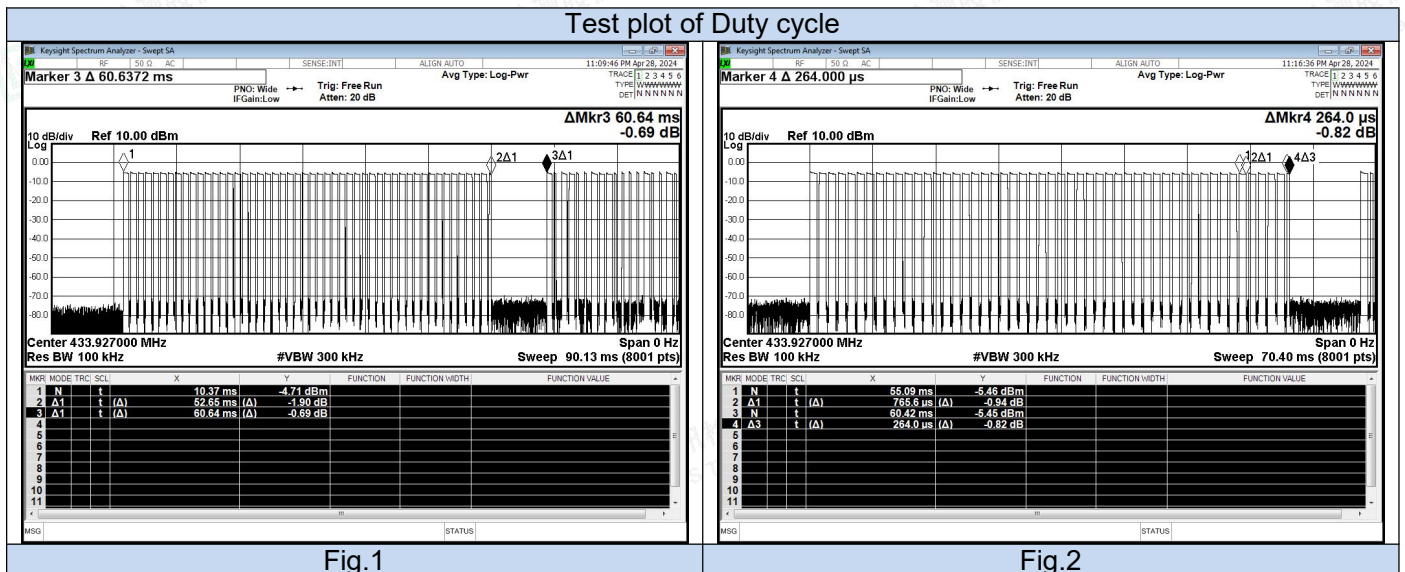 Test plot of Duty cycle
Keysight Spectrum Analyzer - Swept SA
LXI RF 50 Ω AC SENSE:INT ALIGN AUTO 11:09:46 PM Apr 28, 2024
Marker 3 Δ 60.6372 ms
PNO: Wide Trig: Free Run Avg Type: Log-Pwr TRACE 1 2 3 4 5 6
IFGain:Low Atten: 20 dB TYPE WWWWWW
DET N N N N N N
ΔMkr3 60.64 ms
10 dB/div Ref 10.00 dBm -0.69 dB
Log
1 2Δ1 3Δ1
0.00
-10.0
-20.0
-30.0
-40.0
-50.0
-60.0
-70.0
-80.0
Center 433.927000 MHz Span 0 Hz
Res BW 100 kHz #VBW 300 kHz Sweep 90.13 ms (8001 pts)
MKR MODE TRC SCL X Y FUNCTION FUNCTION WIDTH FUNCTION VALUE
1 N t 10.37 ms -4.71 dBm
2 Δ1 t (Δ) 52.65 ms (Δ) -1.90 dB
3 Δ1 t (Δ) 60.64 ms (Δ) -0.69 dB
4
5
6
7
8
9
10
11
MSG STATUS
Fig.1
Keysight Spectrum Analyzer - Swept SA
LXI RF 50 Ω AC SENSE:INT ALIGN AUTO 11:16:36 PM Apr 28, 2024
Marker 4 Δ 264.000 µs
PNO: Wide Trig: Free Run Avg Type: Log-Pwr TRACE 1 2 3 4 5 6
IFGain:Low Atten: 20 dB TYPE WWWWWW
DET N N N N N N
ΔMkr4 264.0 µs
10 dB/div Ref 10.00 dBm -0.82 dB
Log
1 2Δ1 4Δ3
0.00
-10.0
-20.0
-30.0
-40.0
-50.0
-60.0
-70.0
-80.0
Center 433.927000 MHz Span 0 Hz
Res BW 100 kHz #VBW 300 kHz Sweep 70.40 ms (8001 pts)
MKR MODE TRC SCL X Y FUNCTION FUNCTION WIDTH FUNCTION VALUE
1 N t 55.09 ms -5.46 dBm
2 Δ1 t (Δ) 765.6 µs (Δ) -0.94 dB
3 N t 60.42 ms -5.45 dBm
4 Δ3 t (Δ) 264.0 µs (Δ) -0.82 dB
5
6
7
8
9
10
11
MSG STATUS
Fig.2